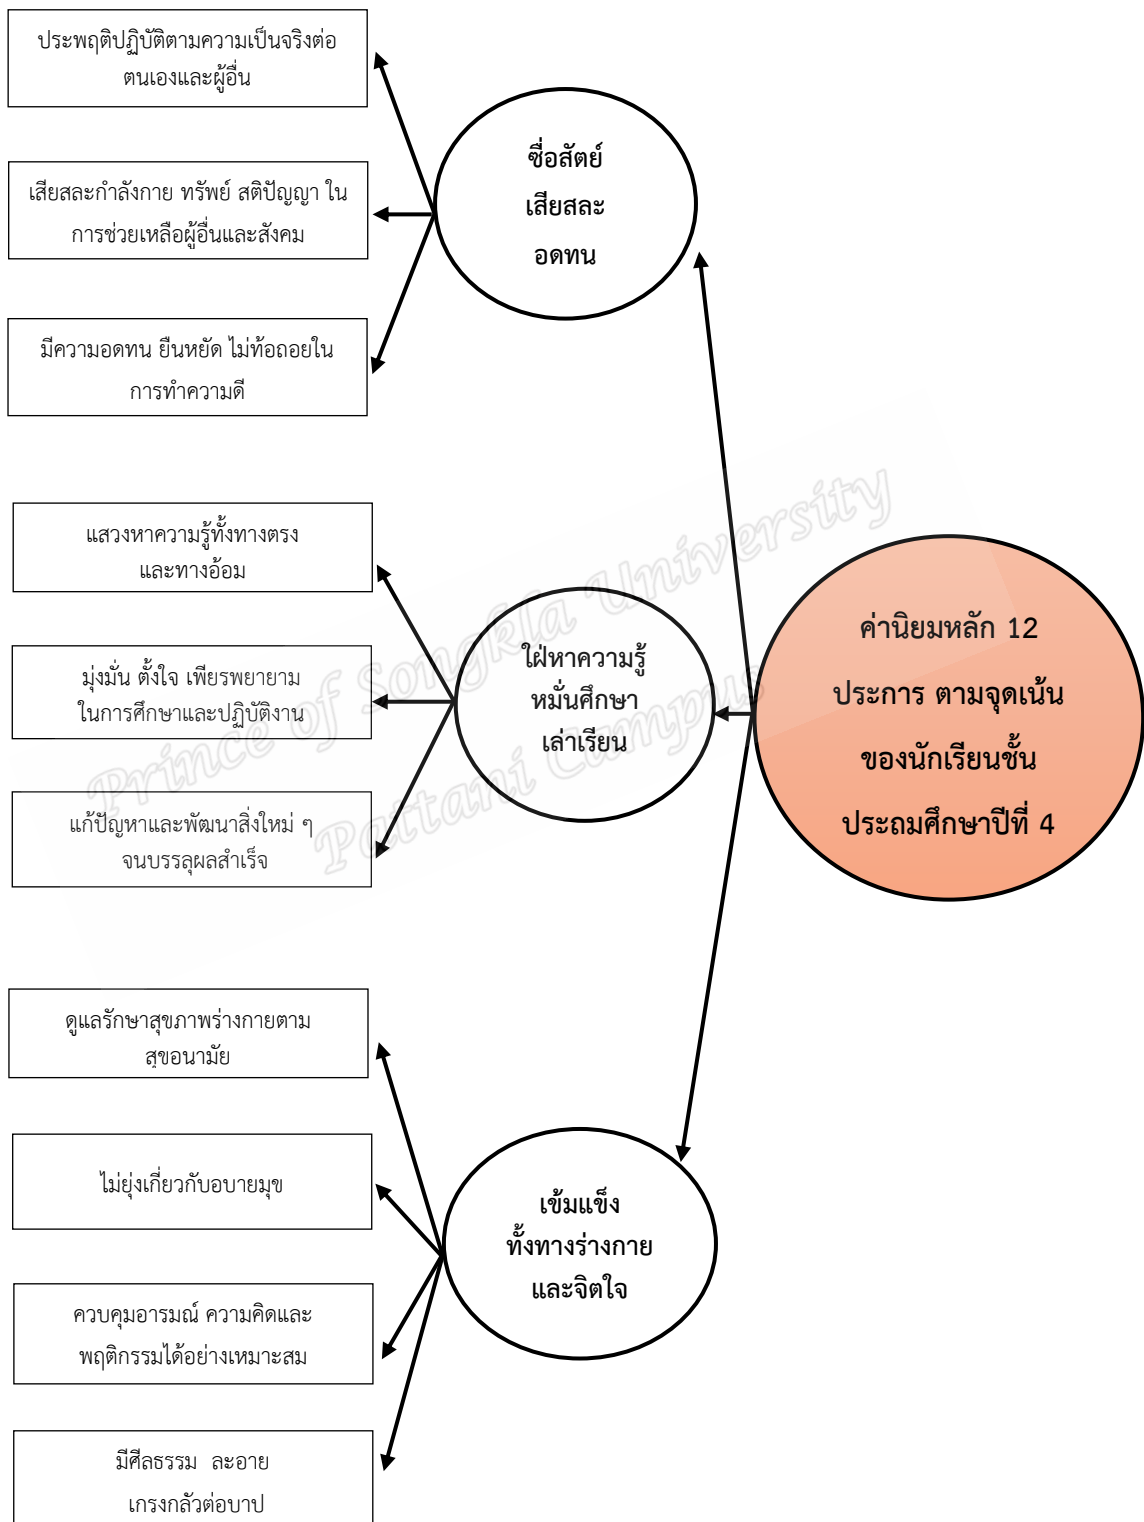 ประพฤติปฏิบัติตามความเป็นจริงต่อ
ตนเองและผู้อื่น
เสียสละกำลังกาย ทรัพย์ สติปัญญา ใน
การช่วยเหลือผู้อื่นและสังคม
มีความอดทน ยืนหยัด ไม่ท้อถอยใน
การทำความดี
ซื่อสัตย์
เสียสละ
อดทน
แสวงหาความรู้ทั้งทางตรง
และทางอ้อม
มุ่งมั่น ตั้งใจ เพียรพยายาม
ในการศึกษาและปฏิบัติงาน
แก้ปัญหาและพัฒนาสิ่งใหม่ ๆ
จนบรรลุผลสำเร็จ
ใฝ่หาความรู้
หมั่นศึกษา
เล่าเรียน
ค่านิยมหลัก 12
ประการ ตามจุดเน้น
ของนักเรียนชั้น
ประถมศึกษาปีที่ 4
ดูแลรักษาสุขภาพร่างกายตาม
สุขอนามัย
ไม่ยุ่งเกี่ยวกับอบายมุข
ควบคุมอารมณ์ ความคิดและ
พฤติกรรมได้อย่างเหมาะสม
มีศีลธรรม ละอาย
เกรงกลัวต่อบาป
เข้มแข็ง
ทั้งทางร่างกาย
และจิตใจ
Prince of Songkla University
Pattani Campus